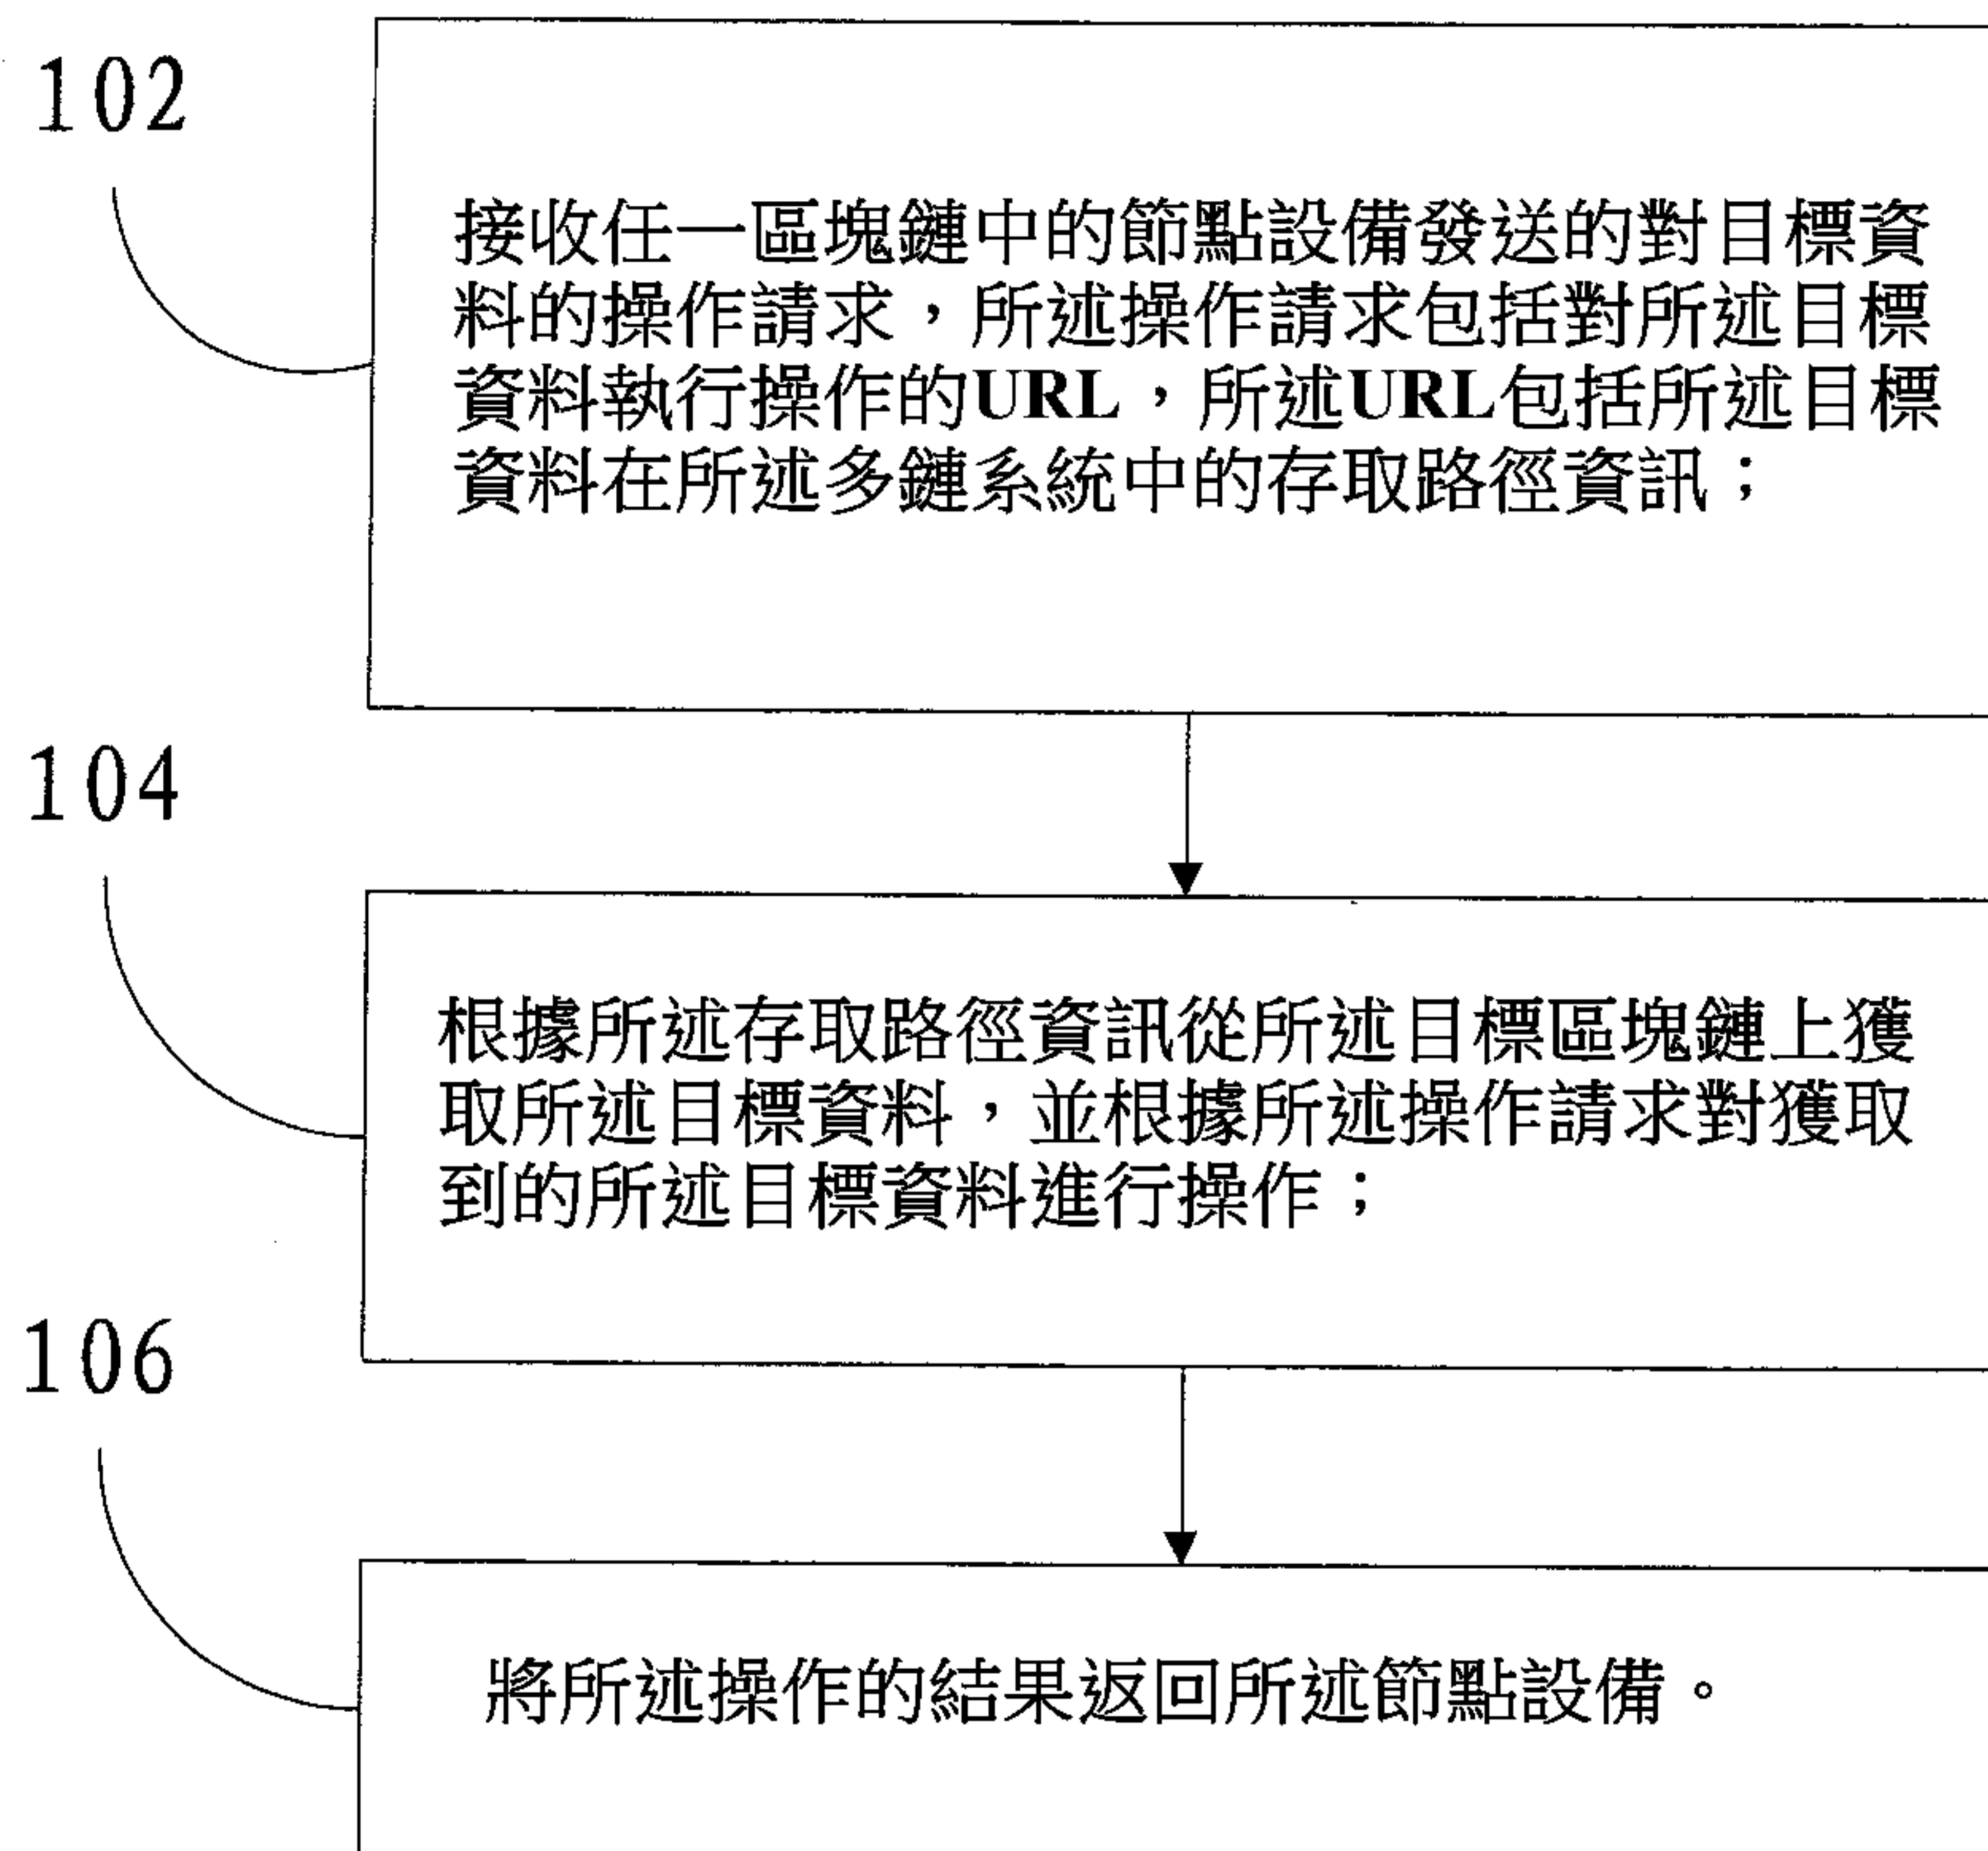 102
接收任一區塊鏈中的節點設備發送的對目標資
料的操作請求，所述操作請求包括對所述目標
資料執行操作的URL，所述URL包括所述目標
資料在所述多鏈系統中的存取路徑資訊；
104
根據所述存取路徑資訊從所述目標區塊鏈上獲
取所述目標資料，並根據所述操作請求對獲取
到的所述目標資料進行操作；
106
將所述操作的結果返回所述節點設備。